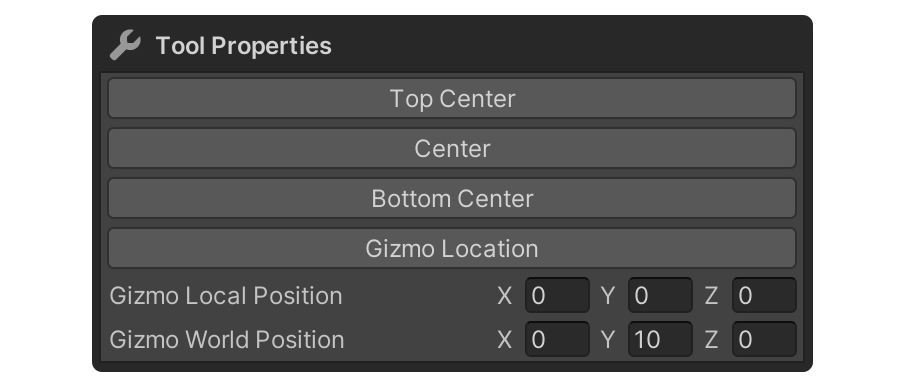 Tool Properties
Top Center
Center
Bottom Center
Gizmo Location
Gizmo Local Position X 0 Y 0 Z 0
Gizmo World Position X 0 Y 10 Z 0